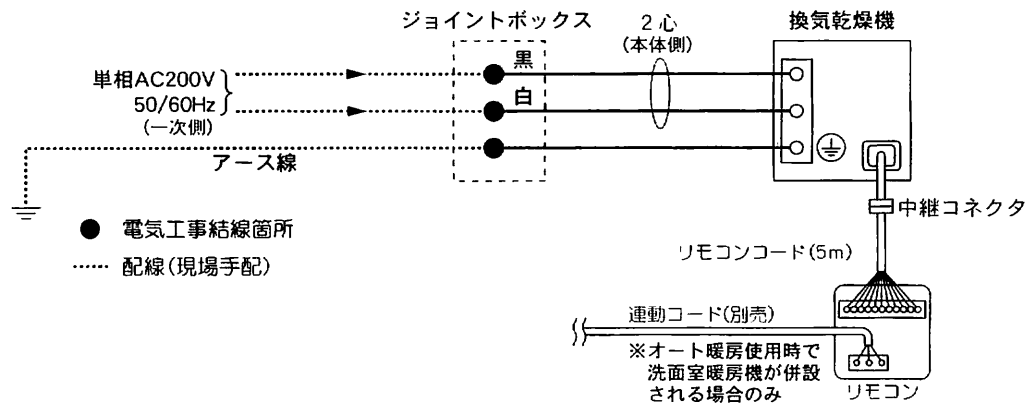 ジョイントボックス
2心
(本体側)
換気乾燥機
単相AC200V
50/60Hz
(一次側)
黒
白
アース線
● 電気工事結線箇所
…… 配線(現場手配)
中継コネクタ
リモコンコード(5m)
連動コード(別売)
※オート暖房使用時で
洗面室暖房機が併設
される場合のみ
リモコン